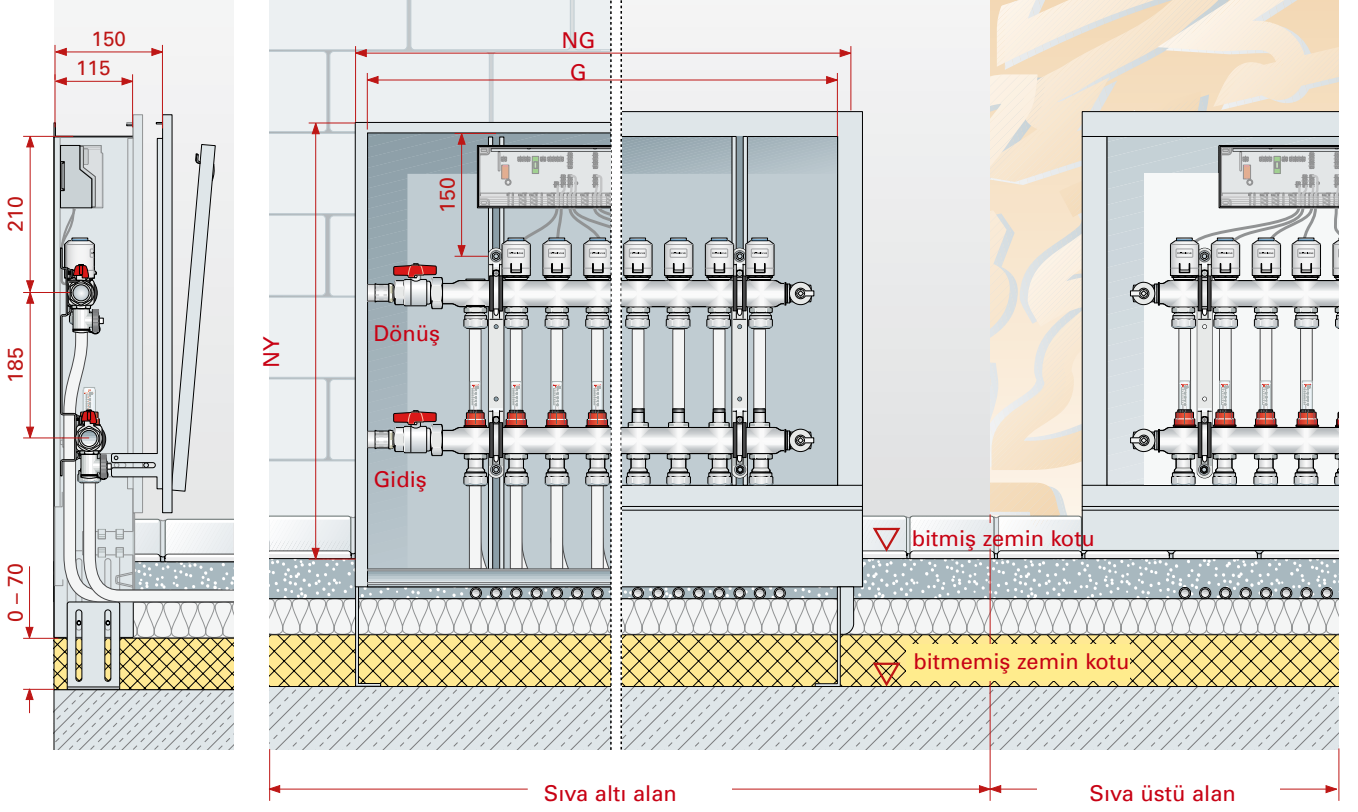 150
115
NG
G
210
150
NY
Dönüş
185
Gidiş
bitmiş zemin kotu
0 – 70
bitmemiş zemin kotu
Sıva altı alan
Sıva üstü alan